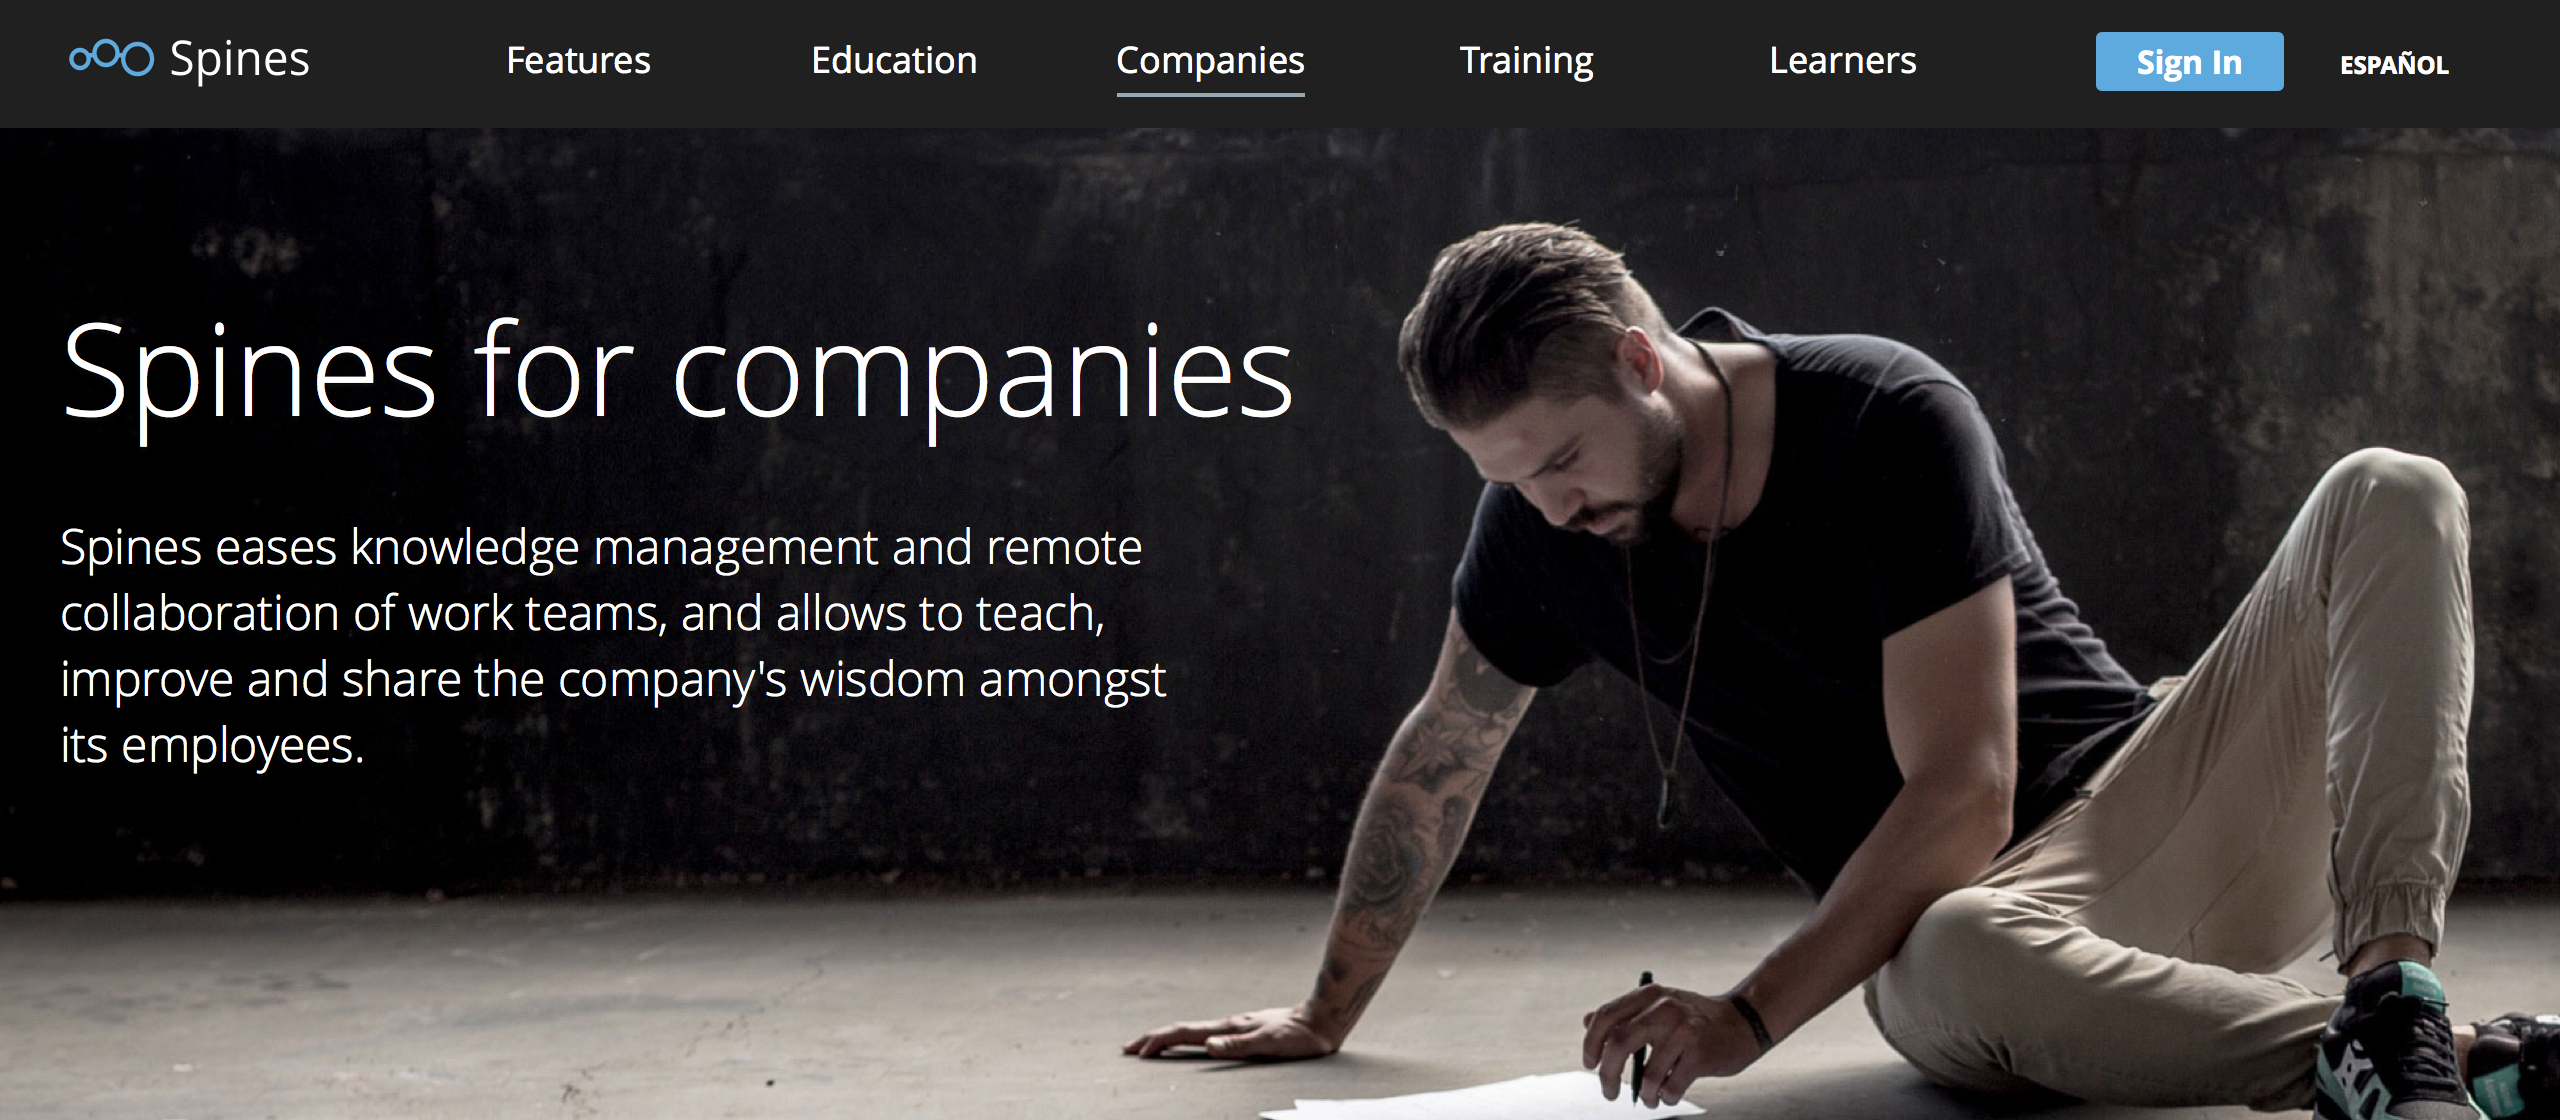 Spines
Features
Education
Companies
Training
Learners
Sign In
ESPAÑOL
Spines for companies
Spines eases knowledge management and remote
collaboration of work teams, and allows to teach,
improve and share the company's wisdom amongst
its employees.